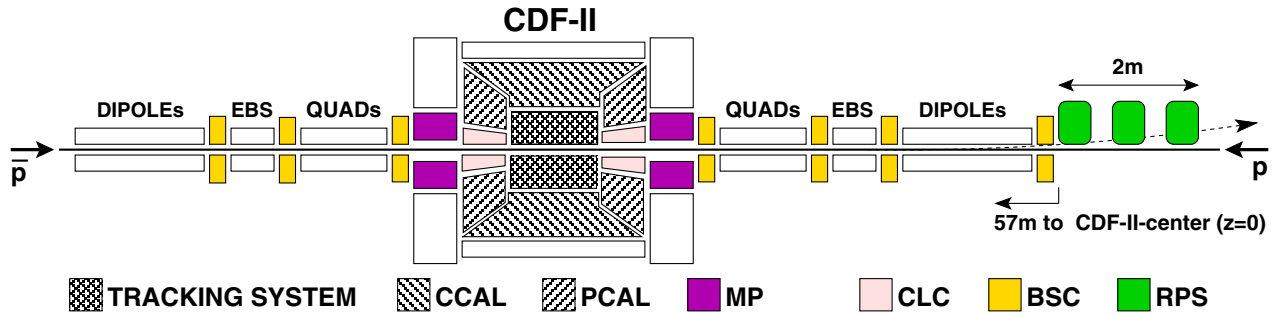 CDF-II
2m
DIPOLEs EBS QUADs QUADs EBS DIPOLEs
p̅ p
57m to CDF-II-center (z=0)
TRACKING SYSTEM CCAL PCAL MP CLC BSC RPS